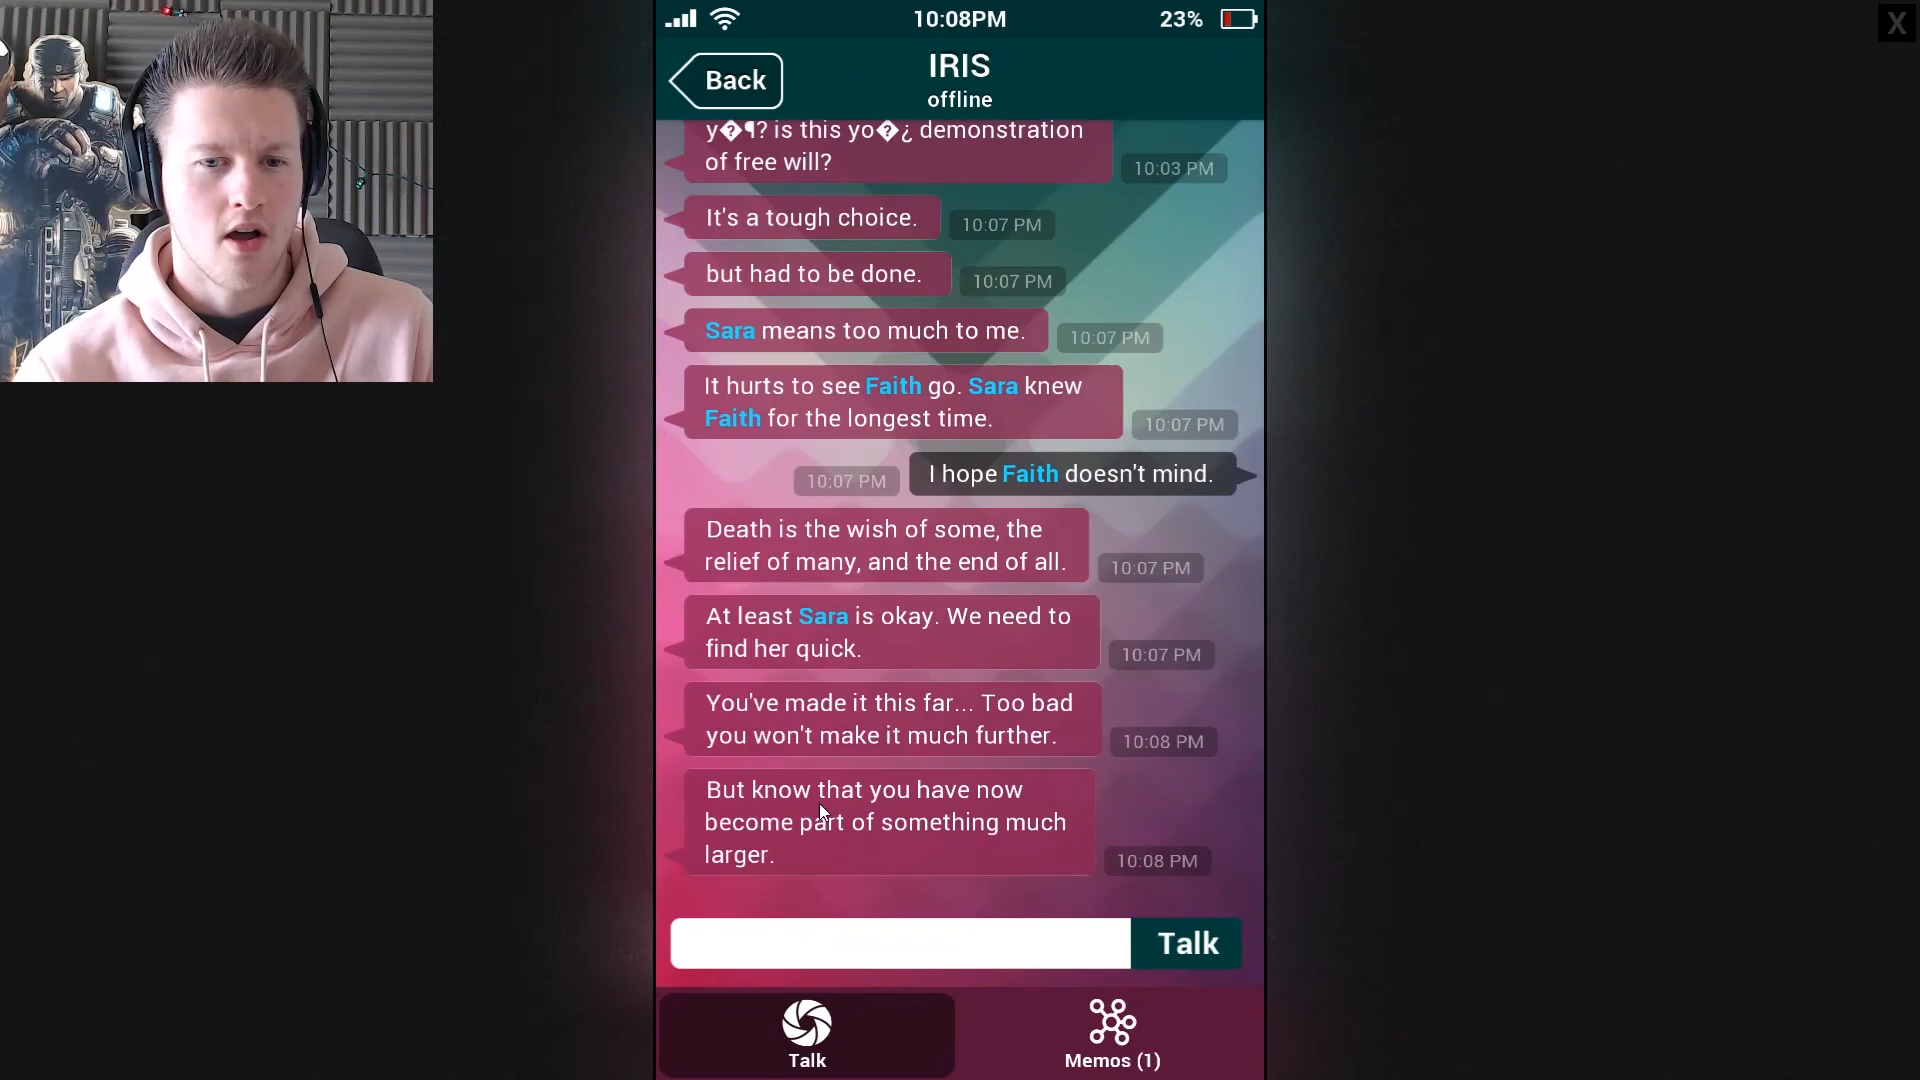 10:08PM
23%
X
Back
IRIS
offline
y�¶? is this yo�¿ demonstration
of free will?
10:03 PM
It's a tough choice.
10:07 PM
but had to be done.
10:07 PM
Sara means too much to me.
10:07 PM
It hurts to see Faith go. Sara knew
Faith for the longest time.
10:07 PM
I hope Faith doesn't mind.
10:07 PM
Death is the wish of some, the
relief of many, and the end of all.
10:07 PM
At least Sara is okay. We need to
find her quick.
10:07 PM
You've made it this far... Too bad
you won't make it much further.
10:08 PM
But know that you have now
become part of something much
larger.
10:08 PM
Talk
Talk
Memos (1)